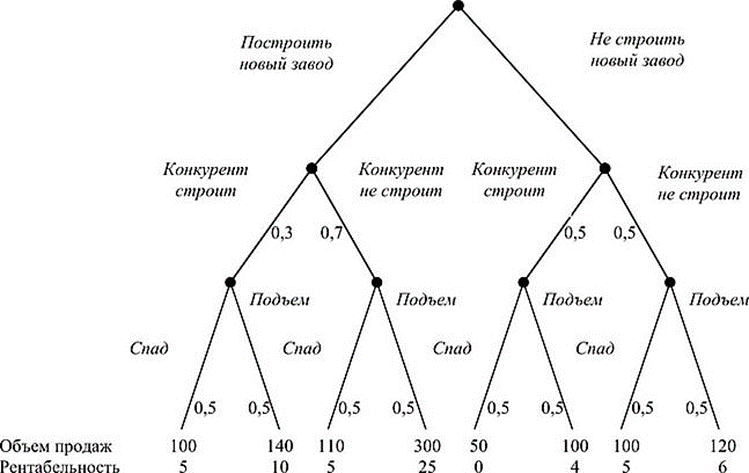 Построить
новый завод
Не строить
новый завод
Конкурент
строит
Конкурент
не строит
Конкурент
строит
Конкурент
не строит
0,3 0,7 0,5 0,5
Подъем Подъем Подъем Подъем
Спад Спад Спад Спад
0,5 0,5 0,5 0,5 0,5 0,5 0,5 0,5
Объем продаж 100 140 110 300 50 100 100 120
Рентабельность 5 10 5 25 0 4 5 6